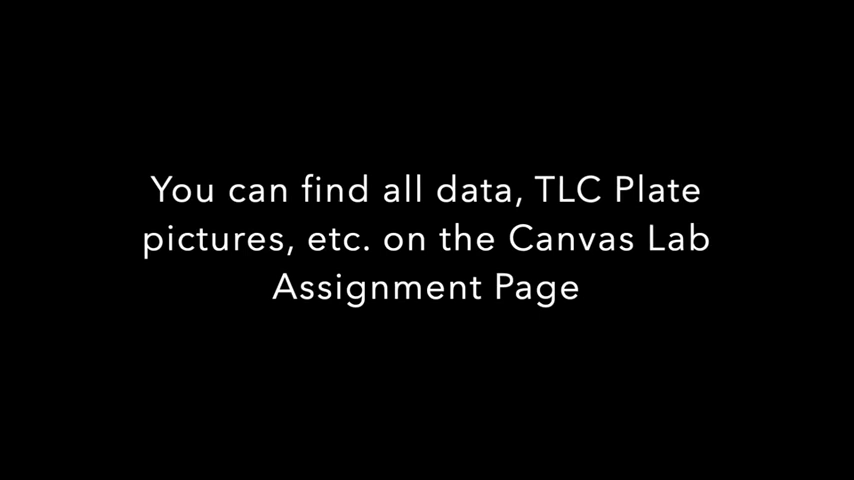 You can find all data, TLC Plate
pictures, etc. on the Canvas Lab
Assignment Page